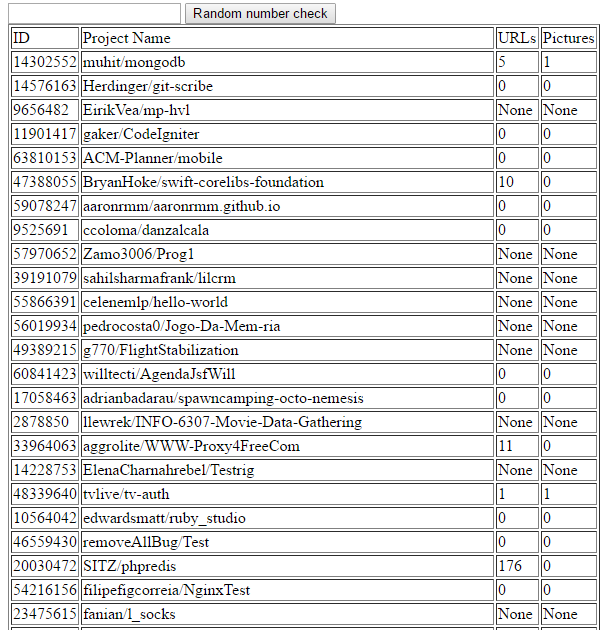 Random number check
ID Project Name URLs Pictures
14302552 muhit/mongodb 5 1
14576163 Herdinger/git-scribe 0 0
9656482 EirikVea/mp-hvl None None
11901417 gaker/CodeIgniter 0 0
63810153 ACM-Planner/mobile 0 0
47388055 BryanHoke/swift-corelibs-foundation 10 0
59078247 aaronrmm/aaronrmm.github.io 0 0
9525691 ccoloma/danzalcala 0 0
57970652 Zamo3006/Prog1 None None
39191079 sahilsharmafrank/lilcrm None None
55866391 celenemlp/hello-world None None
56019934 pedrocosta0/Jogo-Da-Mem-ria None None
49389215 g770/FlightStabilization None None
60841423 willtecti/AgendaJsfWill 0 0
17058463 adrianbadarau/spawncamping-octo-nemesis 0 0
2878850 llewrek/INFO-6307-Movie-Data-Gathering None None
33964063 aggrolite/WWW-Proxy4FreeCom 11 0
14228753 ElenaCharnahrebel/Testrig None None
48339640 tvlive/tv-auth 1 1
10564042 edwardsmatt/ruby_studio 0 0
46559430 removeAllBug/Test 0 0
20030472 SITZ/phpredis 176 0
54216156 filipefigcorreia/NginxTest 0 0
23475615 fanian/l_socks None None